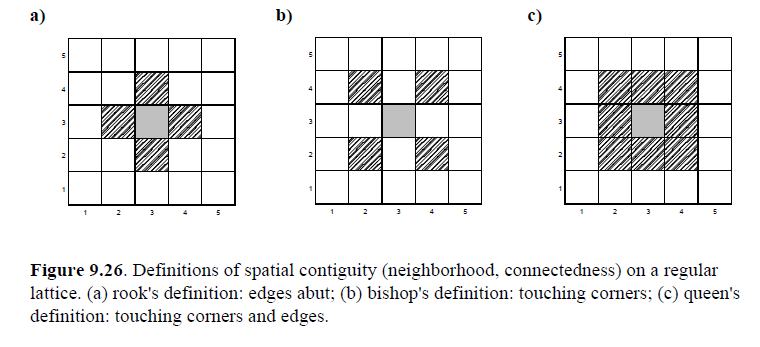 a) b) c)
5 5 5
4 4 4
3 3 3
2 2 2
1 1 1
1 2 3 4 5 1 2 3 4 5 1 2 3 4 5
Figure 9.26. Definitions of spatial contiguity (neighborhood, connectedness) on a regular
lattice. (a) rook's definition: edges abut; (b) bishop's definition: touching corners; (c) queen's
definition: touching corners and edges.